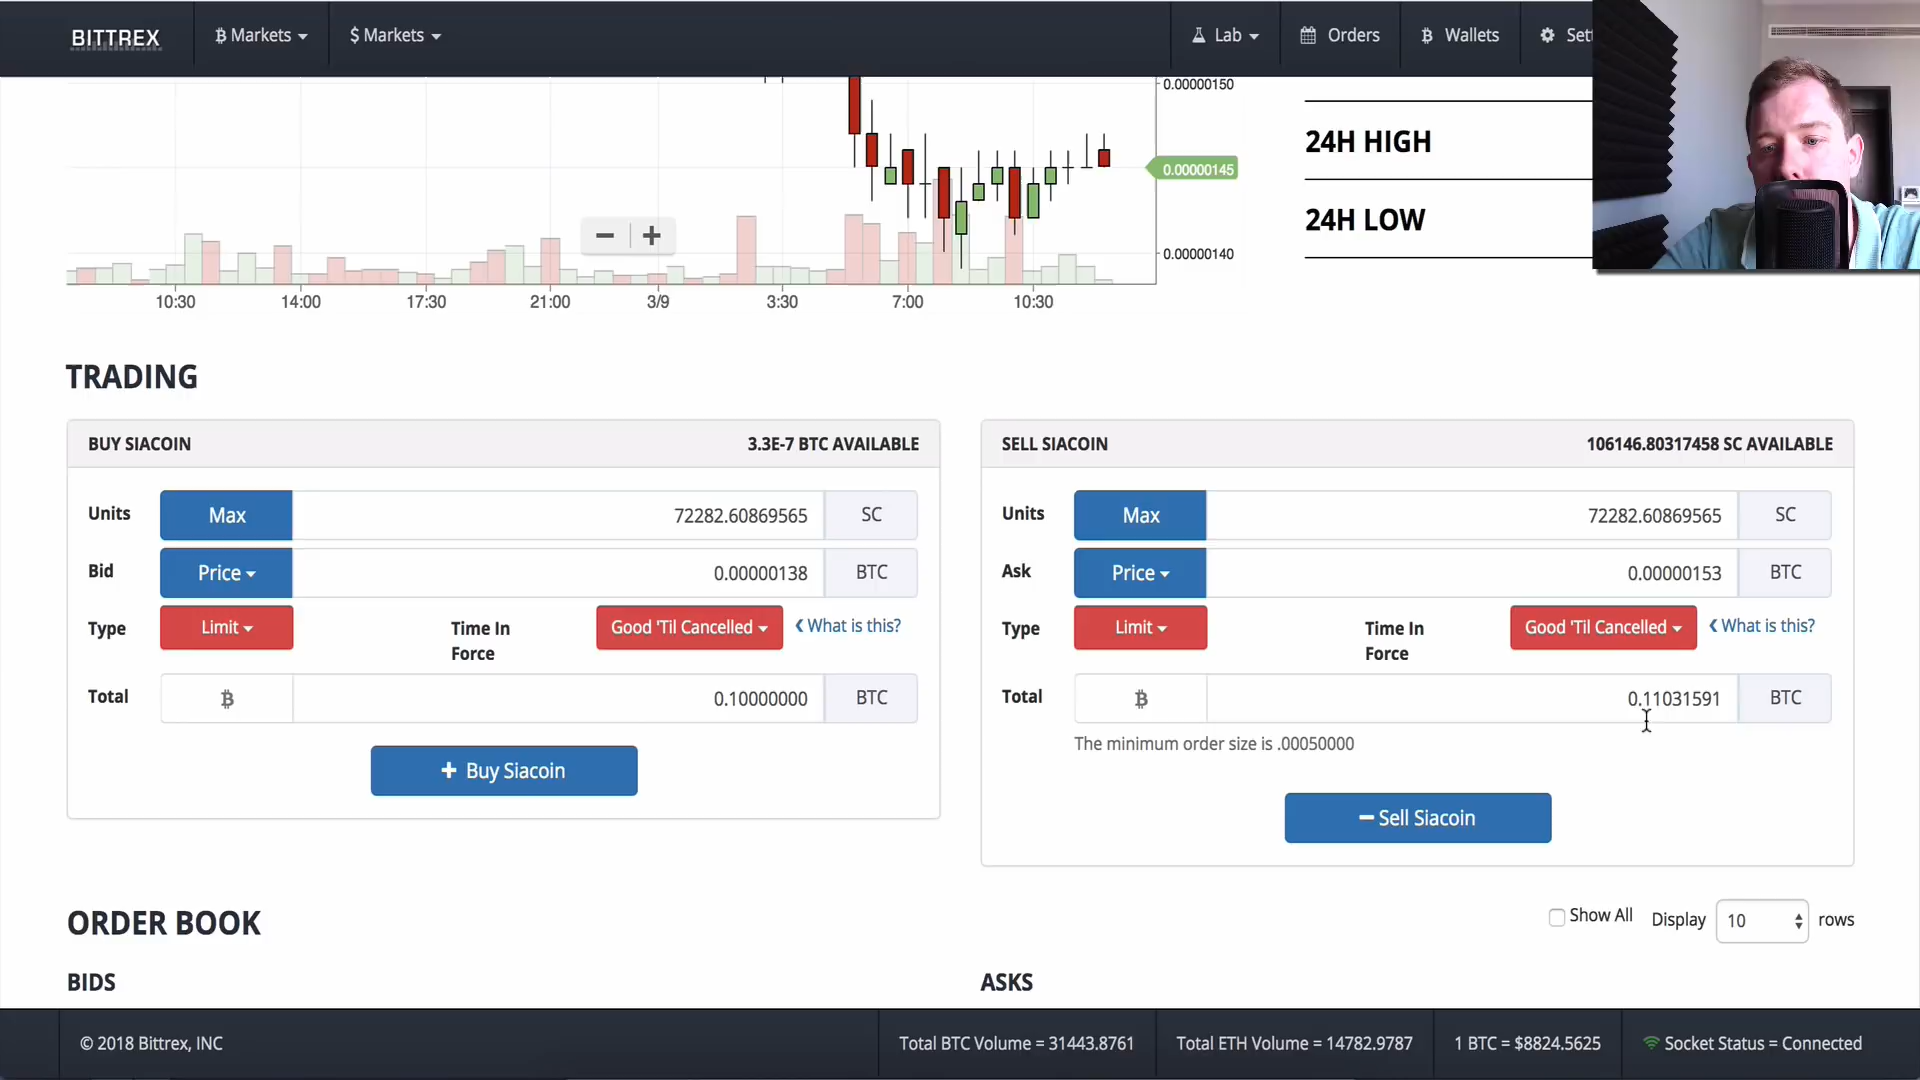 BITTREX
₿ Markets
$ Markets
Lab
Orders
₿ Wallets
0.00000150
0.00000145
0.00000140
− +
10:30 14:00 17:30 21:00 3/9 3:30 7:00 10:30
24H HIGH
24H LOW
TRADING
BUY SIACOIN
3.3E-7 BTC AVAILABLE
Units Max 72282.60869565 SC
Bid Price 0.00000138 BTC
Type Limit Time In Force Good 'Til Cancelled What is this?
Total ₿ 0.10000000 BTC
+ Buy Siacoin
SELL SIACOIN
106146.80317458 SC AVAILABLE
Units Max 72282.60869565 SC
Ask Price 0.00000153 BTC
Type Limit Time In Force Good 'Til Cancelled What is this?
Total ₿ 0.11031591 BTC
The minimum order size is .00050000
− Sell Siacoin
ORDER BOOK
Show All Display 10 rows
BIDS
ASKS
© 2018 Bittrex, INC
Total BTC Volume = 31443.8761
Total ETH Volume = 14782.9787
1 BTC = $8824.5625
Socket Status = Connected